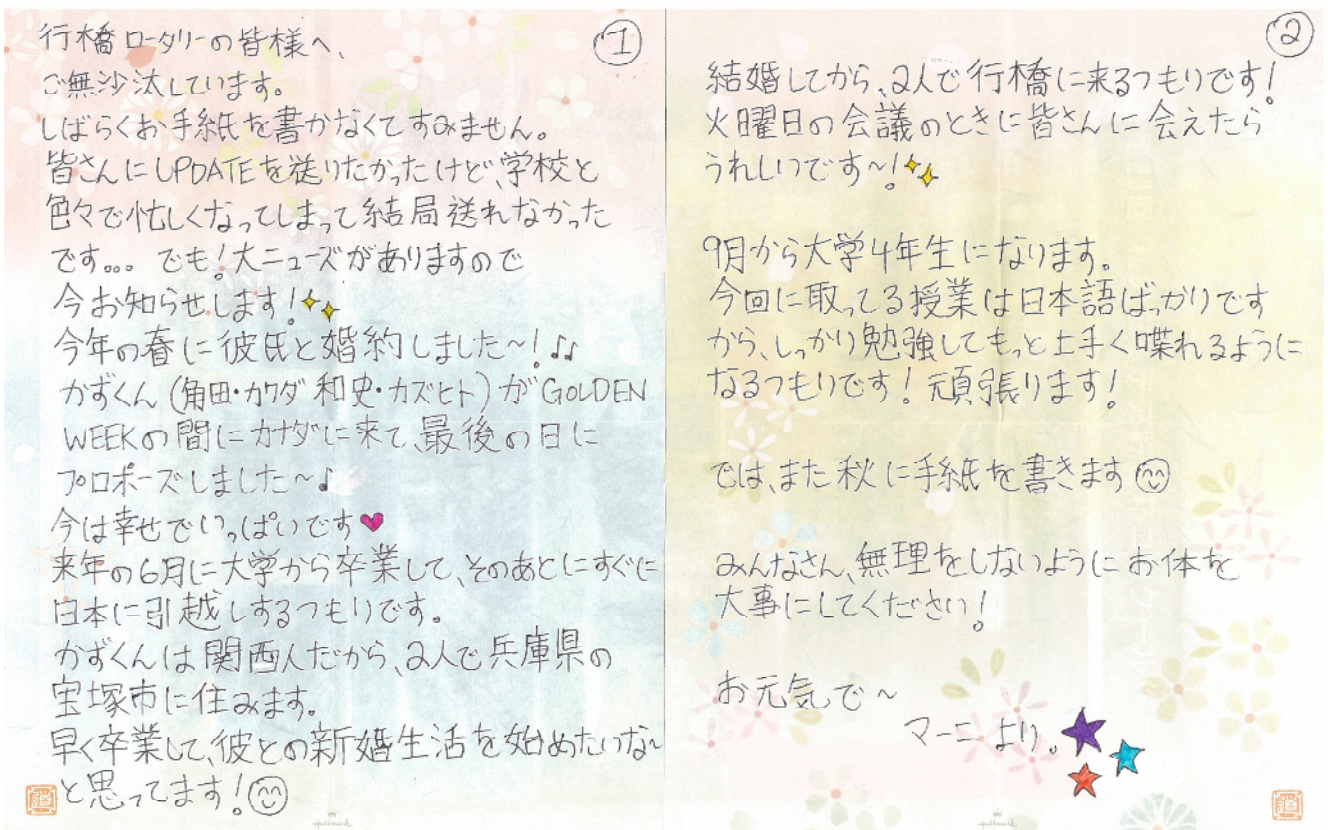 ①
行橋ロータリーの皆様へ、
ご無沙汰しています。
しばらくお手紙を書かなくてすみません。
皆さんにUPDATEを送りたかったけど、学校と
色々で忙しくなってしまって結局送れなかった
です... でも!大ニュースがありますので
今お知らせします!
今年の春に彼氏と婚約しました~!♫
かずくん(角田・カクダ 和史・カズヒト)がGOLDEN
WEEKの間にカナダに来て、最後の日に
プロポーズしました~♪
今は幸せでいっぱいです♥
来年の6月に大学から卒業して、そのあとにすぐに
日本に引越しするつもりです。
かずくんは関西人だから、2人で兵庫県の
宝塚市に住みます。
早く卒業して、彼との新婚生活を始めたいな~
と思ってます!☺
Hallmark
②
結婚してから、2人で行橋に来るつもりです!
火曜日の会議のときに皆さんに会えたら
うれしいです~!
9月から大学4年生になります。
今回に取ってる授業は日本語ばっかりです
から、しっかり勉強してもっと上手く喋れるように
なるつもりです!頑張ります!
では、また秋に手紙を書きます☺
みんなさん、無理をしないようにお体を
大事にしてください!
お元気で~
マーニより。
Hallmark